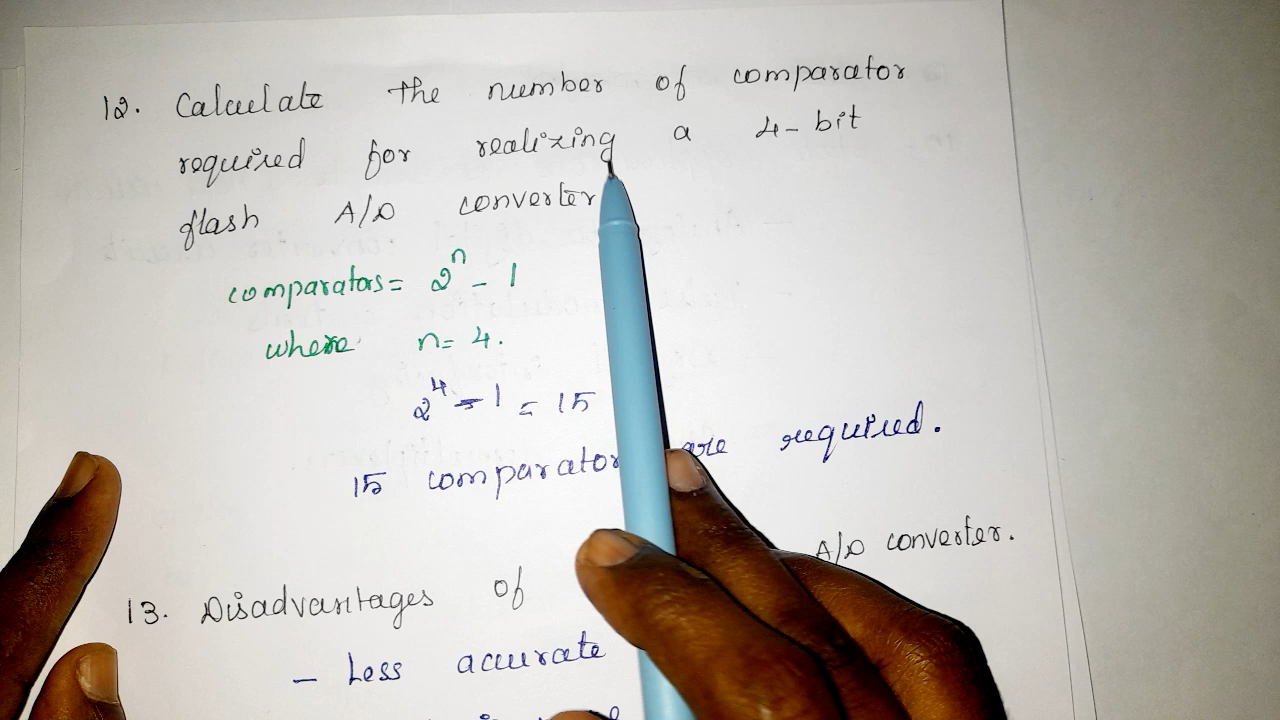 12. Calculate the number of comparator
required for realizing a 4-bit
flash A/D converter
comparators = 2^n - 1
where n = 4.
2^4 - 1 = 15
15 comparator are required.
13. Disadvantages of A/D converter.
- Less accurate